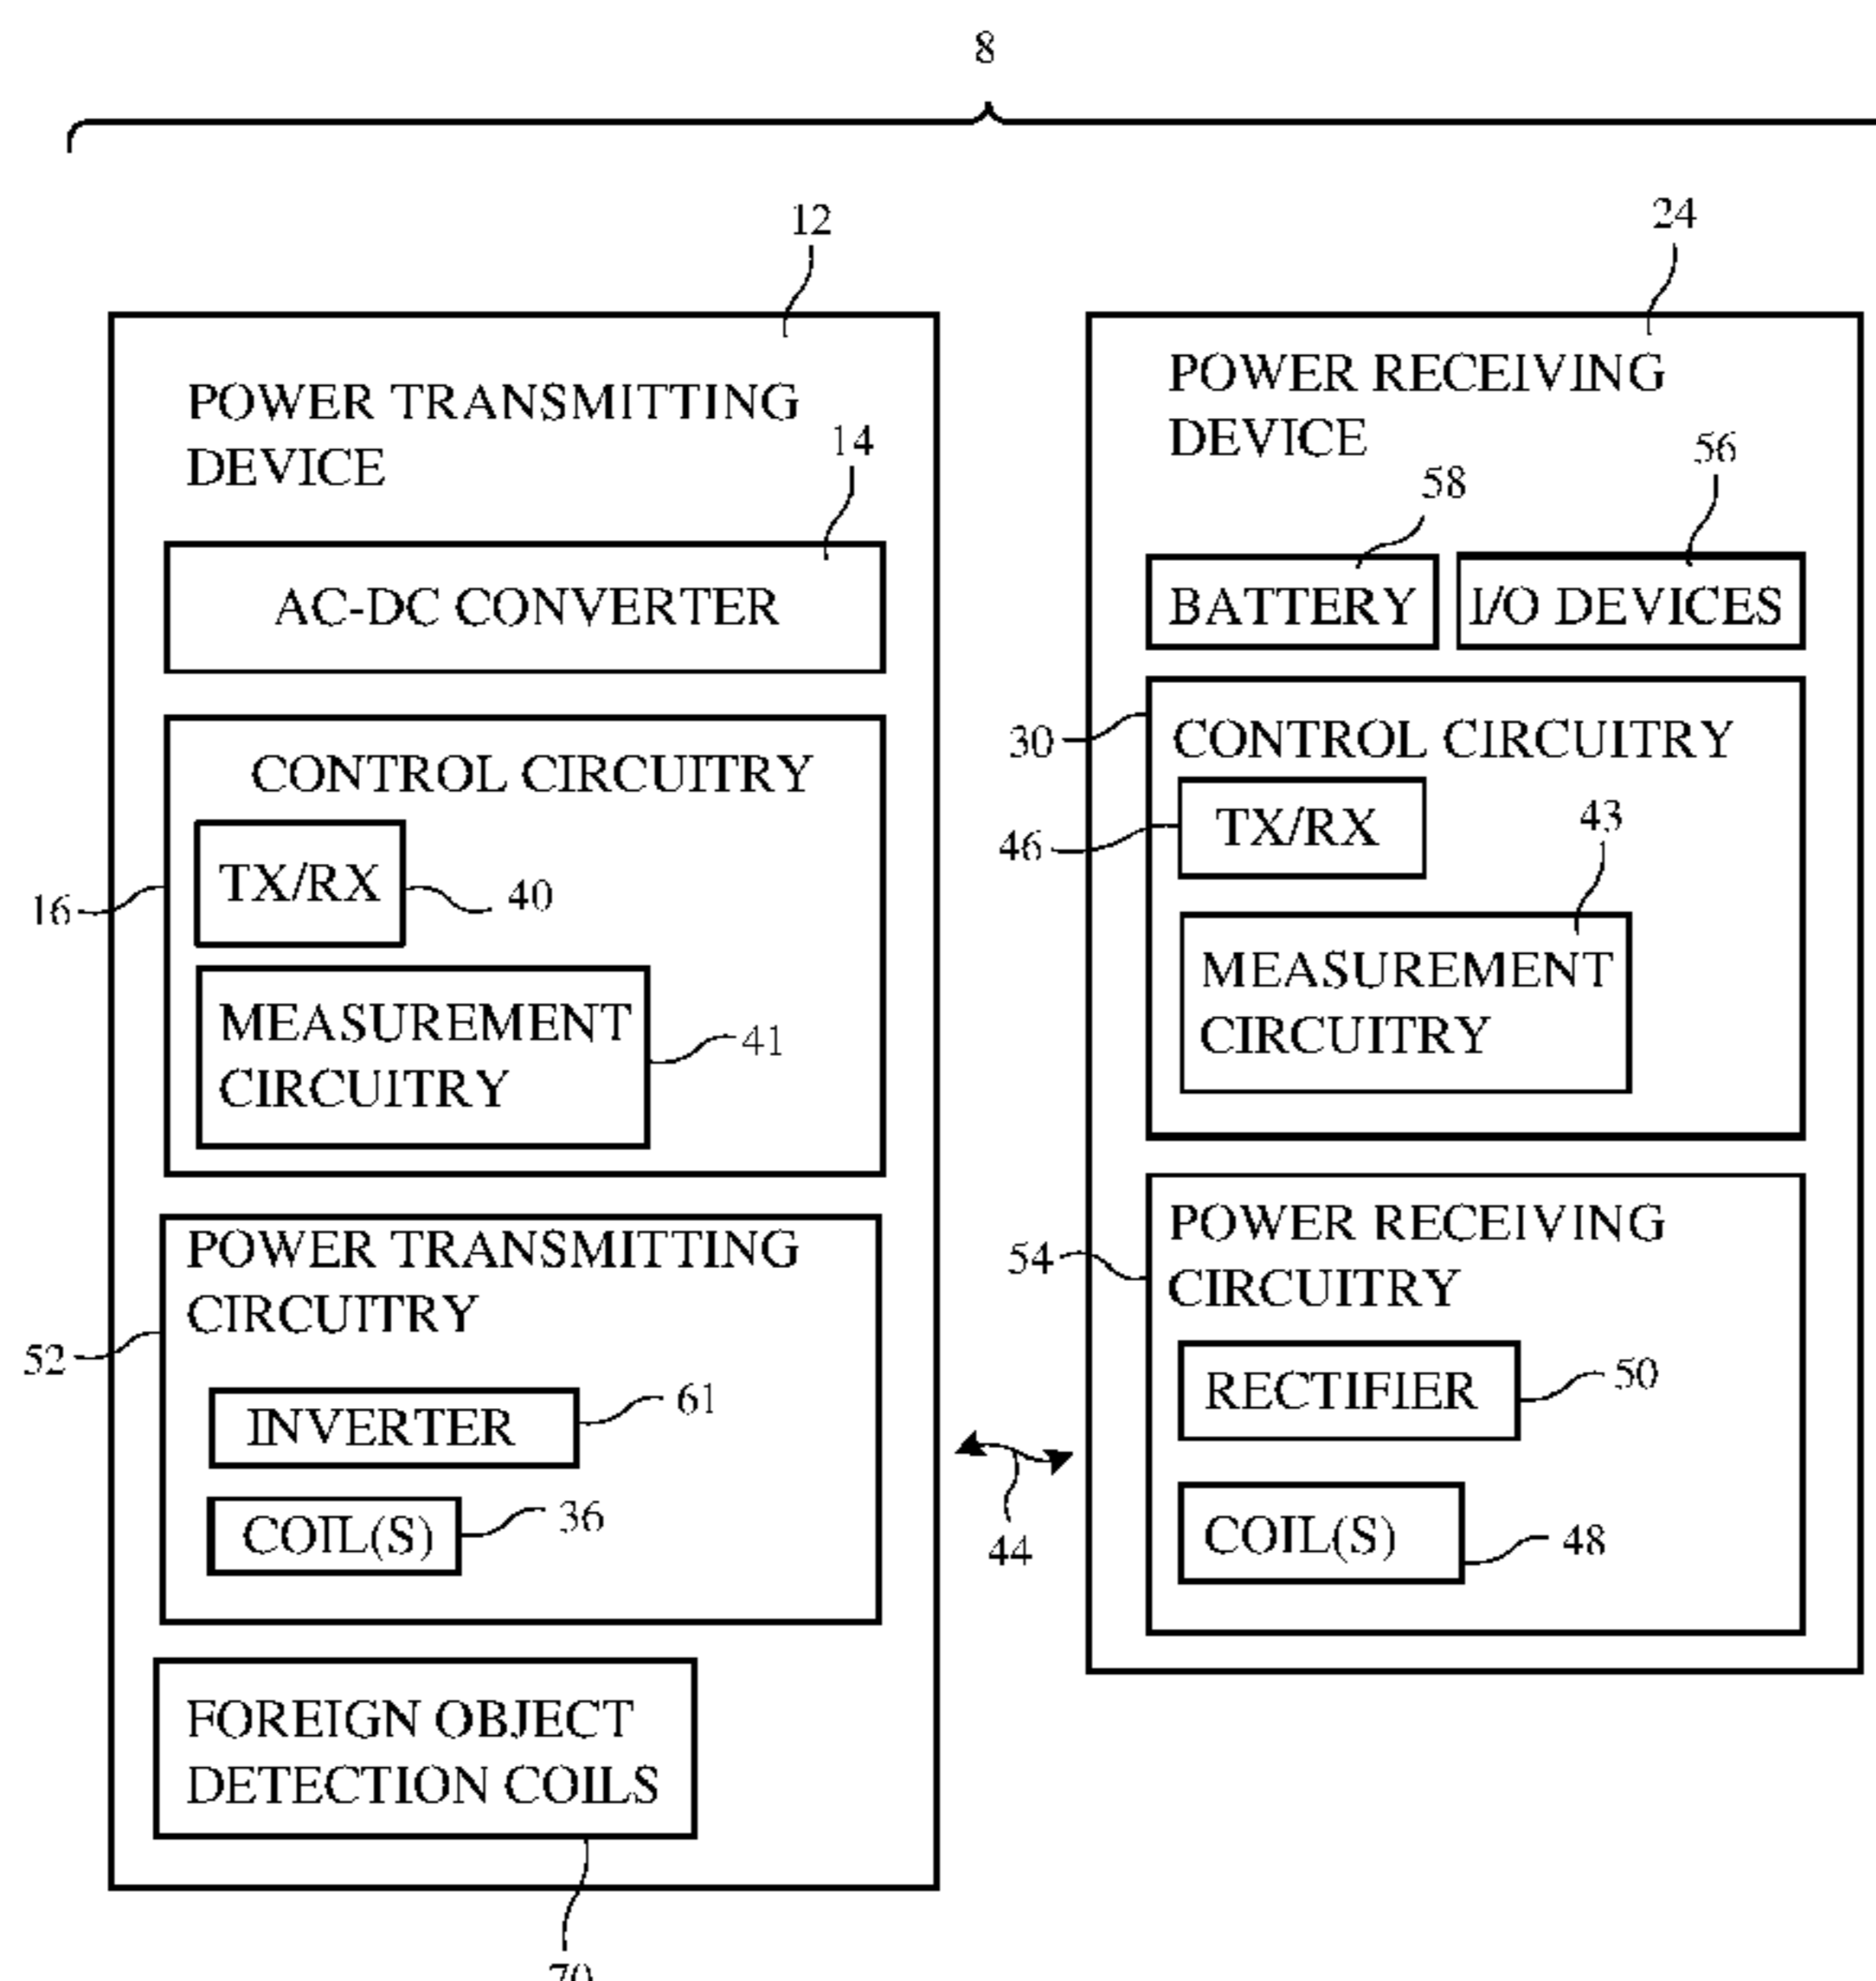 8
12
POWER TRANSMITTING
DEVICE
14
AC-DC CONVERTER
CONTROL CIRCUITRY
TX/RX
40
16
MEASUREMENT
CIRCUITRY
41
POWER TRANSMITTING
CIRCUITRY
52
INVERTER
61
COIL(S)
36
FOREIGN OBJECT
DETECTION COILS
70
44
24
POWER RECEIVING
DEVICE
58
56
BATTERY
I/O DEVICES
30
CONTROL CIRCUITRY
TX/RX
46
43
MEASUREMENT
CIRCUITRY
POWER RECEIVING
CIRCUITRY
54
RECTIFIER
50
COIL(S)
48